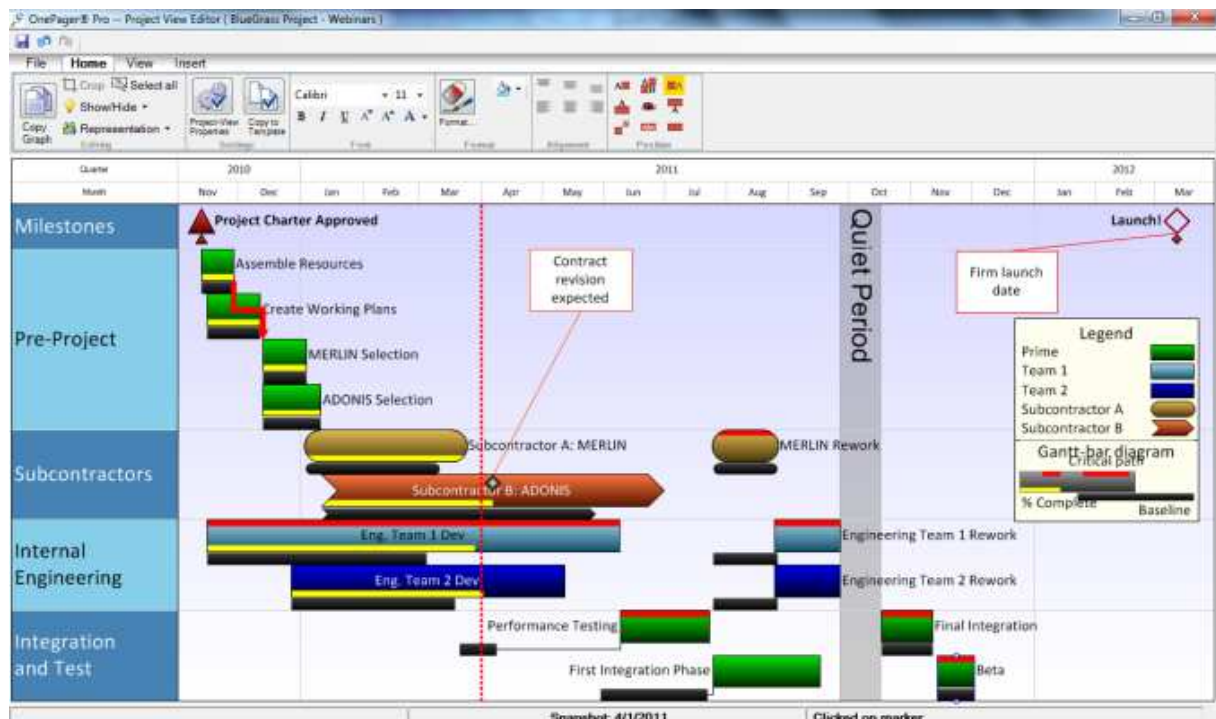 OnePager® Pro -- Project View Editor ( BlueGrass Project - Webinars )
File Home View Insert
Copy Graph
Crop
Select all
Show/Hide
Representation
Editing
Project-View Properties
Copy to Template
Settings
Calibri 11
B I U A A A
Font
Format...
Format
Alignment
Position
Quarter 2010 2011 2012
Month Nov Dec Jan Feb Mar Apr May Jun Jul Aug Sep Oct Nov Dec Jan Feb Mar
Milestones
Project Charter Approved
Launch!
Quiet Period
Contract
revision
expected
Firm launch
date
Pre-Project
Assemble Resources
Create Working Plans
MERLIN Selection
ADONIS Selection
Legend
Prime
Team 1
Team 2
Subcontractor A
Subcontractor B
Gantt-bar diagram
Critical path
% Complete
Baseline
Subcontractors
Subcontractor A: MERLIN
MERLIN Rework
Subcontractor B: ADONIS
Internal
Engineering
Eng. Team 1 Dev
Engineering Team 1 Rework
Eng. Team 2 Dev
Engineering Team 2 Rework
Integration
and Test
Performance Testing
Final Integration
First Integration Phase
Beta
Snapshot: 4/1/2011
Clicked on marker